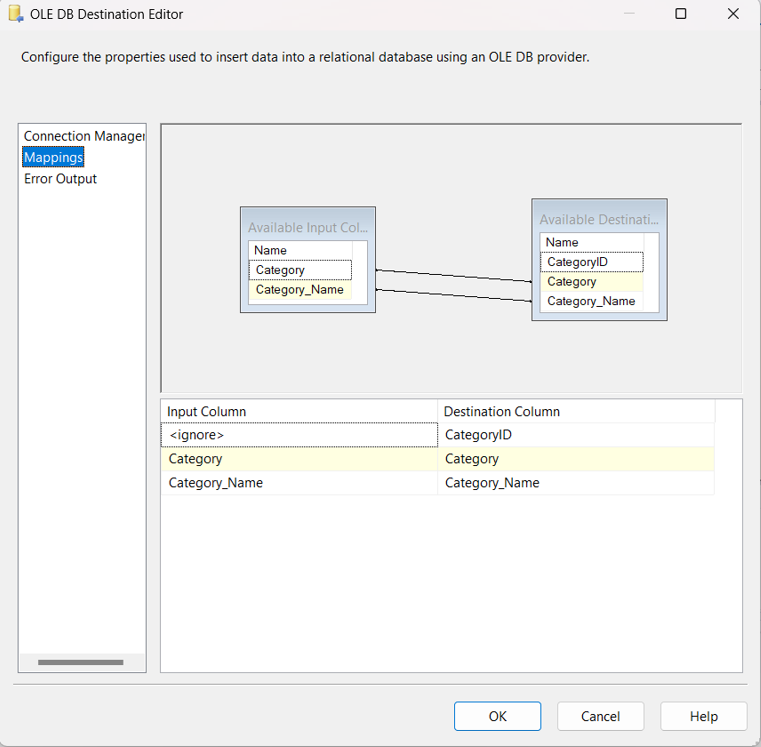 OLE DB Destination Editor
Configure the properties used to insert data into a relational database using an OLE DB provider.
Connection Manager
Mappings
Error Output
Available Input Col...
Name
Category
Category_Name
Available Destinati...
Name
CategoryID
Category
Category_Name
Input Column Destination Column
<ignore> CategoryID
Category Category
Category_Name Category_Name
OK Cancel Help